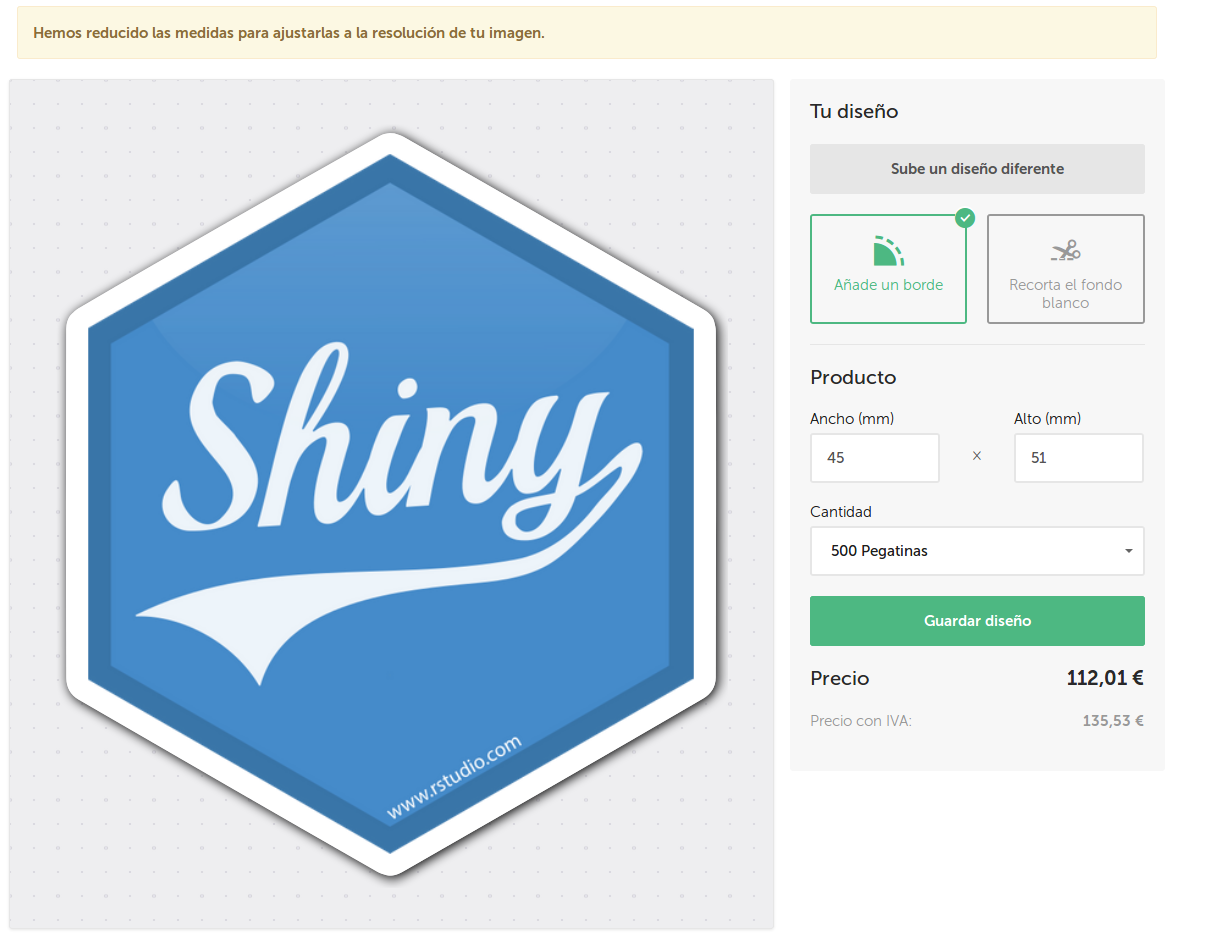 Hemos reducido las medidas para ajustarlas a la resolución de tu imagen.
Shiny
www.rstudio.com
Tu diseño
Sube un diseño diferente
Añade un borde
Recorta el fondo
blanco
Producto
Ancho (mm)
Alto (mm)
45
x
51
Cantidad
500 Pegatinas
Guardar diseño
Precio
112,01 €
Precio con IVA:
135,53 €